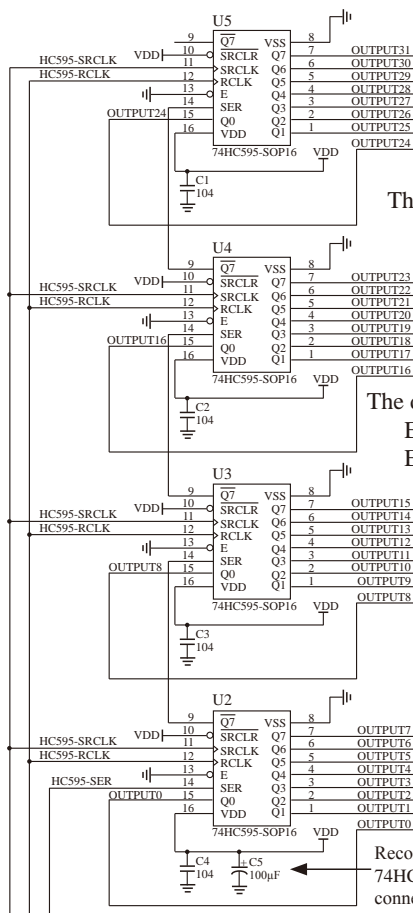 U5
9 Q7 VSS 8
VDD 10 SRCLR Q7 7 OUTPUT31
HC595-SRCLK 11 SRCLK Q6 6 OUTPUT30
HC595-RCLK 12 RCLK Q5 5 OUTPUT29
13 E Q4 4 OUTPUT28
14 SER Q3 3 OUTPUT27
OUTPUT24 15 Q0 Q2 2 OUTPUT26
16 VDD Q1 1 OUTPUT25
74HC595-SOP16 VDD OUTPUT24
C1
104
Th
U4
9 Q7 VSS 8
VDD 10 SRCLR Q7 7 OUTPUT23
HC595-SRCLK 11 SRCLK Q6 6 OUTPUT22
HC595-RCLK 12 RCLK Q5 5 OUTPUT21
13 E Q4 4 OUTPUT20
14 SER Q3 3 OUTPUT19
OUTPUT16 15 Q0 Q2 2 OUTPUT18
16 VDD Q1 1 OUTPUT17
74HC595-SOP16 VDD OUTPUT16
C2
104
The
E
E
U3
9 Q7 VSS 8
VDD 10 SRCLR Q7 7 OUTPUT15
HC595-SRCLK 11 SRCLK Q6 6 OUTPUT14
HC595-RCLK 12 RCLK Q5 5 OUTPUT13
13 E Q4 4 OUTPUT12
14 SER Q3 3 OUTPUT11
OUTPUT8 15 Q0 Q2 2 OUTPUT10
16 VDD Q1 1 OUTPUT9
74HC595-SOP16 VDD OUTPUT8
C3
104
U2
9 Q7 VSS 8
VDD 10 SRCLR Q7 7 OUTPUT7
HC595-SRCLK 11 SRCLK Q6 6 OUTPUT6
HC595-RCLK 12 RCLK Q5 5 OUTPUT5
13 E Q4 4 OUTPUT4
HC595-SER 14 SER Q3 3 OUTPUT3
OUTPUT0 15 Q0 Q2 2 OUTPUT2
16 VDD Q1 1 OUTPUT1
74HC595-SOP16 VDD OUTPUT0
C4 + C5
104 100μF
Reco
74HC
conne